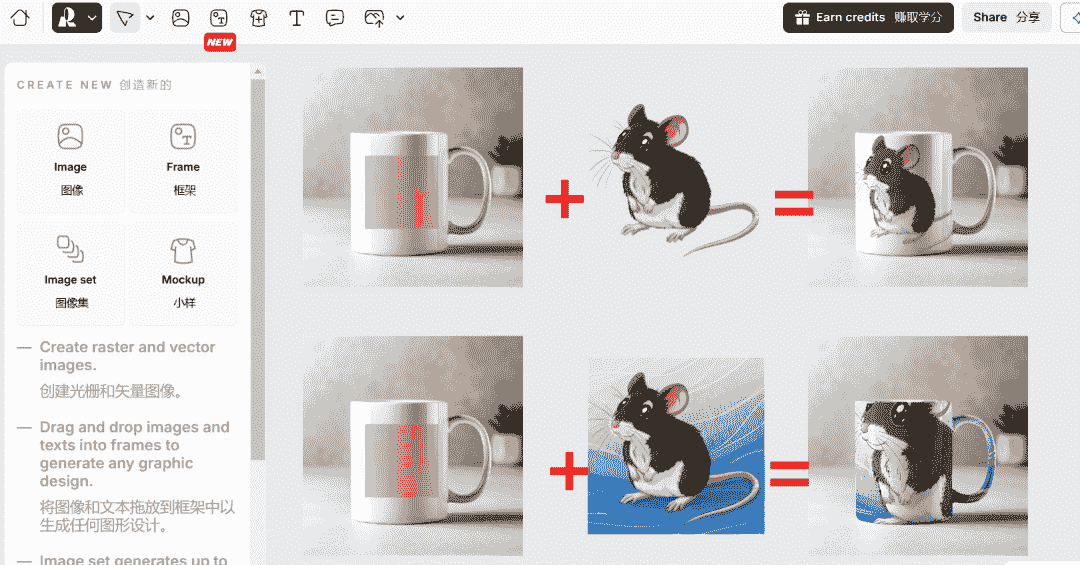 NEW
Earn credits 赚取学分
Share 分享
CREATE NEW 创造新的
Image
图像
Frame
框架
Image set
图像集
Mockup
小样
— Create raster and vector
images.
创建光栅和矢量图像。
— Drag and drop images and
texts into frames to
generate any graphic
design.
将图像和文本拖放到框架中以
生成任何图形设计。
— Image set generates up to
+
=
+
=